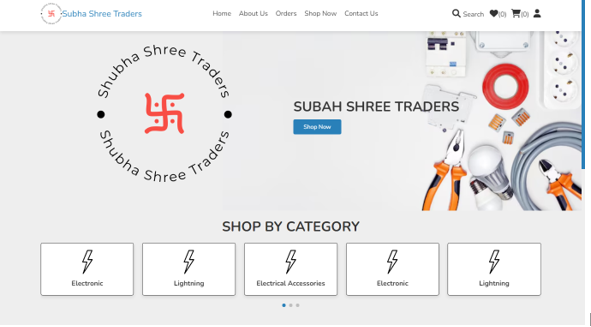 Subha Shree Traders
Home About Us Orders Shop Now Contact Us
Search (0) (0)
Shubha Shree Traders
Shubha Shree Traders
SUBAH SHREE TRADERS
Shop Now
SHOP BY CATEGORY
Electronic
Lightning
Electrical Accessories
Electronic
Lightning